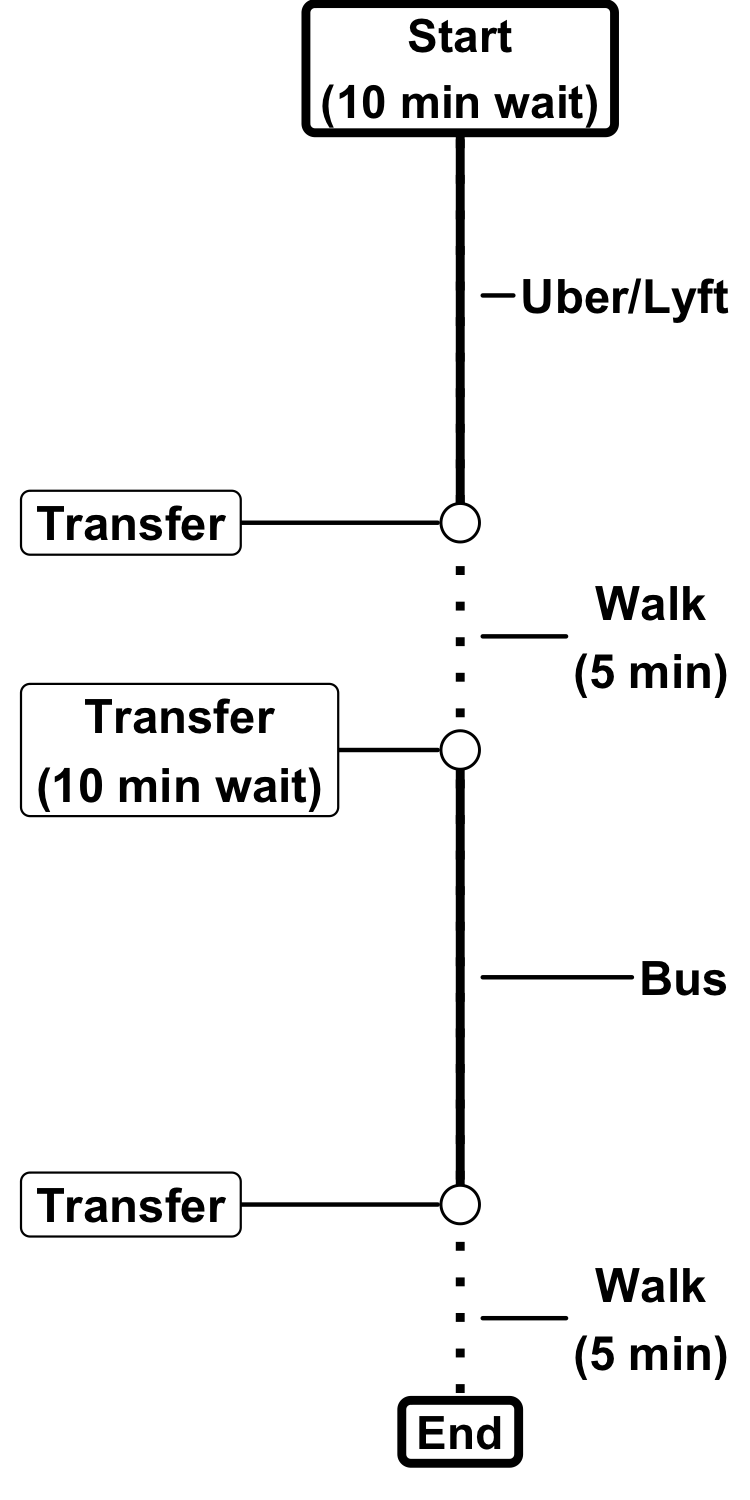 Start
(10 min wait)
Uber/Lyft
Transfer
Walk
(5 min)
Transfer
(10 min wait)
Bus
Transfer
Walk
(5 min)
End